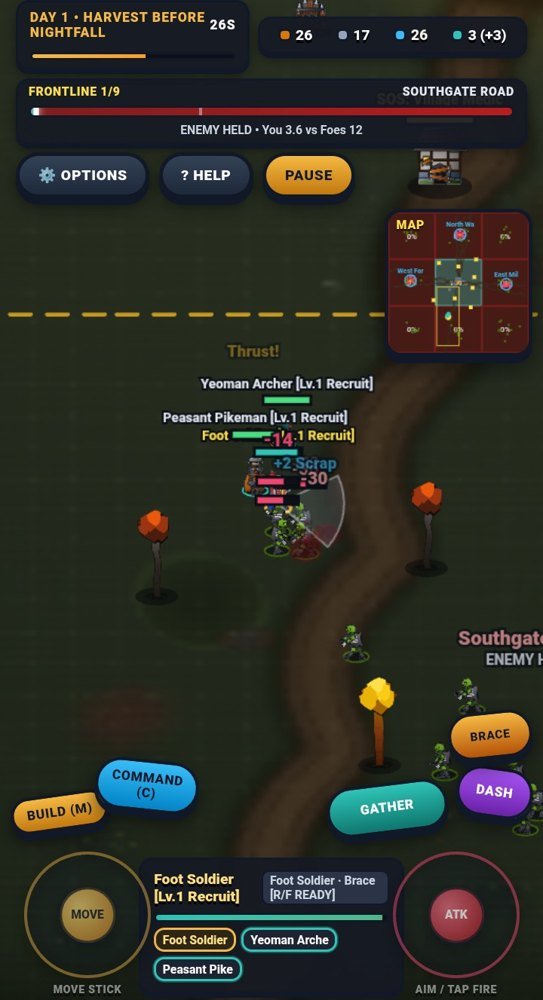 DAY 1 • HARVEST BEFORE
NIGHTFALL
26S
26 17 26 3 (+3)
FRONTLINE 1/9 SOUTHGATE ROAD
SOS: Village Medic
ENEMY HELD • You 3.6 vs Foes 12
OPTIONS
? HELP
PAUSE
MAP
North Wa
0% 0%
West For
East Mil
0% 0% 0%
Thrust!
Yeoman Archer [Lv.1 Recruit]
Peasant Pikeman [Lv.1 Recruit]
Foot 1 Recruit]
-14
+2 Scrap
-30
Southgate
ENEMY H
BRACE
COMMAND
(C)
BUILD (M)
GATHER
DASH
Foot Soldier
[Lv.1 Recruit]
Foot Soldier · Brace
[R/F READY]
MOVE
ATK
Foot Soldier
Yeoman Arche
Peasant Pike
MOVE STICK
AIM / TAP FIRE